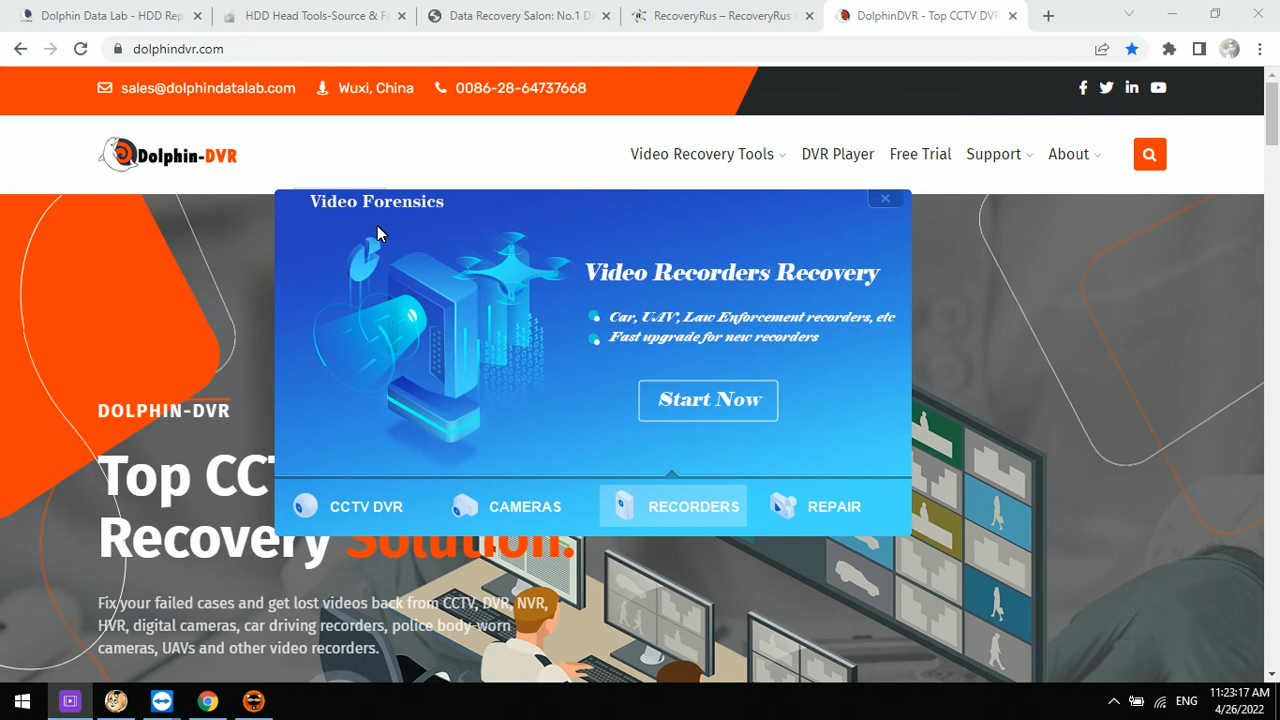 Dolphin Data Lab - HDD Rep
HDD Head Tools-Source & F
Data Recovery Salon: No.1 D
RecoveryRus – RecoveryRus
DolphinDVR - Top CCTV DVR
dolphindvr.com
sales@dolphindatalab.com
Wuxi, China
0086-28-64737668
Dolphin-DVR
Video Recovery Tools
DVR Player
Free Trial
Support
About
Video Forensics
Video Recorders Recovery
Car, UAV, Law Enforcement recorders, etc
Fast upgrade for new recorders
Start Now
CCTV DVR
CAMERAS
RECORDERS
REPAIR
DOLPHIN-DVR
Top CCT
Recovery Solution.
Fix your failed cases and get lost videos back from CCTV, DVR, NVR,
HVR, digital cameras, car driving recorders, police body-worn
cameras, UAVs and other video recorders.
ENG
11:23:17 AM
4/26/2022